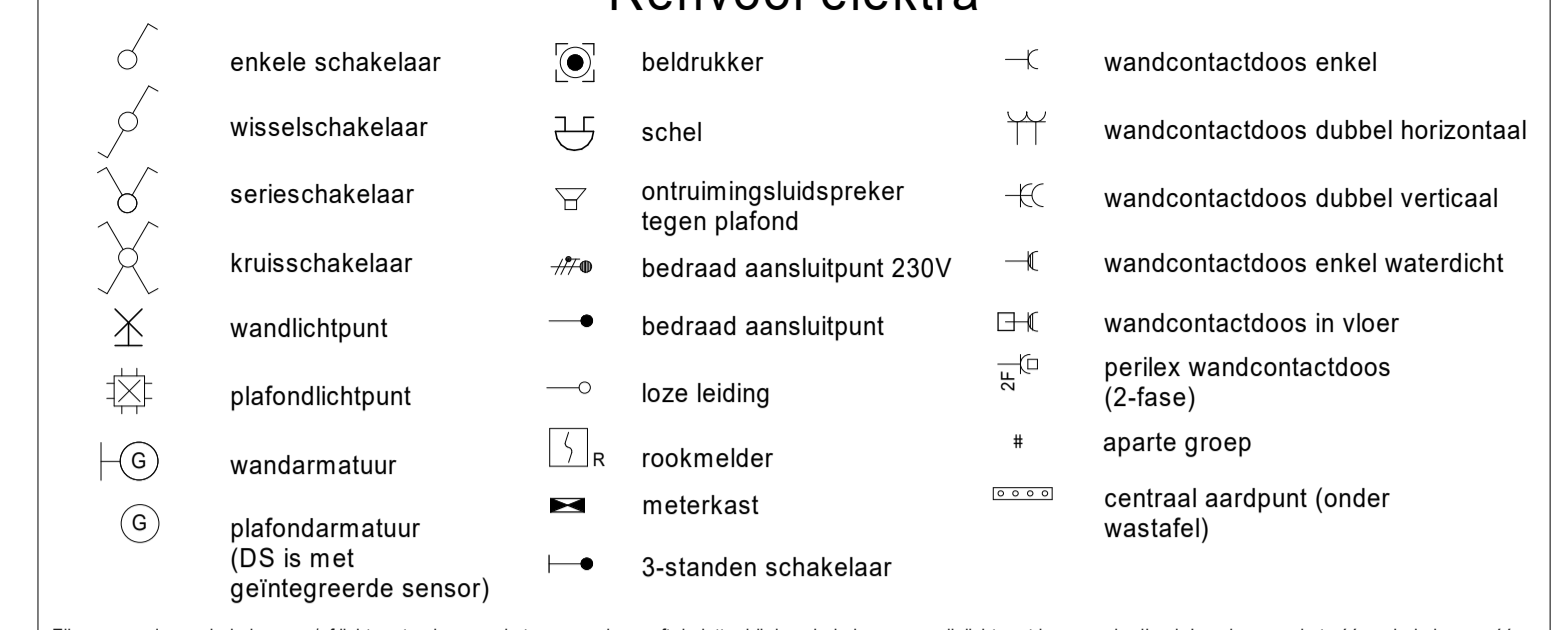 elektra
enkele schakelaar
wisselschakelaar
serieschakelaar
kruisschakelaar
wandlichtpunt
plafondlichtpunt
G
wandarmatuur
G
plafondarmatuur
(DS is met
geïntegreerde sensor)
beldrukker
schel
ontruimingsluidspreker
tegen plafond
bedraad aansluitpunt 230V
bedraad aansluitpunt
loze leiding
R
rookmelder
meterkast
3-standen schakelaar
wandcontactdoos enkel
wandcontactdoos dubbel horizontaal
wandcontactdoos dubbel verticaal
wandcontactdoos enkel waterdicht
wandcontactdoos in vloer
2F
perilex wandcontactdoos
(2-fase)
#
aparte groep
centraal aardpunt (onder
wastafel)